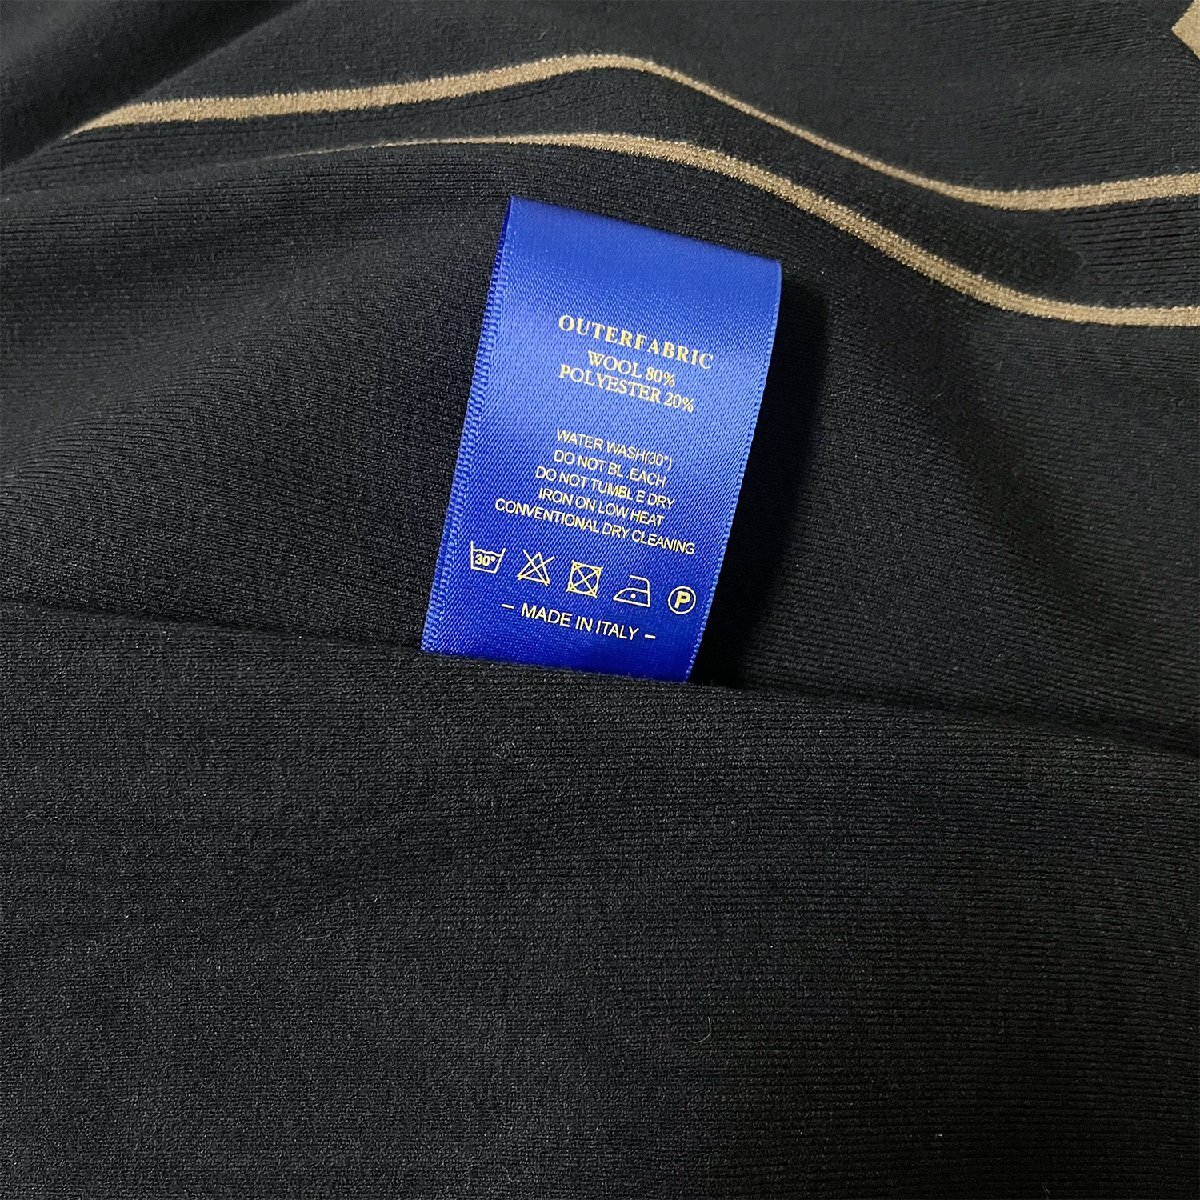 OUTERFABRIC
WOOL 80%
POLYESTER 20%
WATER WASH(30°)
DO NOT BL EACH
DO NOT TUMBLE DRY
IRON ON LOW HEAT
CONVENTIONAL DRY CLEANING
30° P
- MADE IN ITALY -